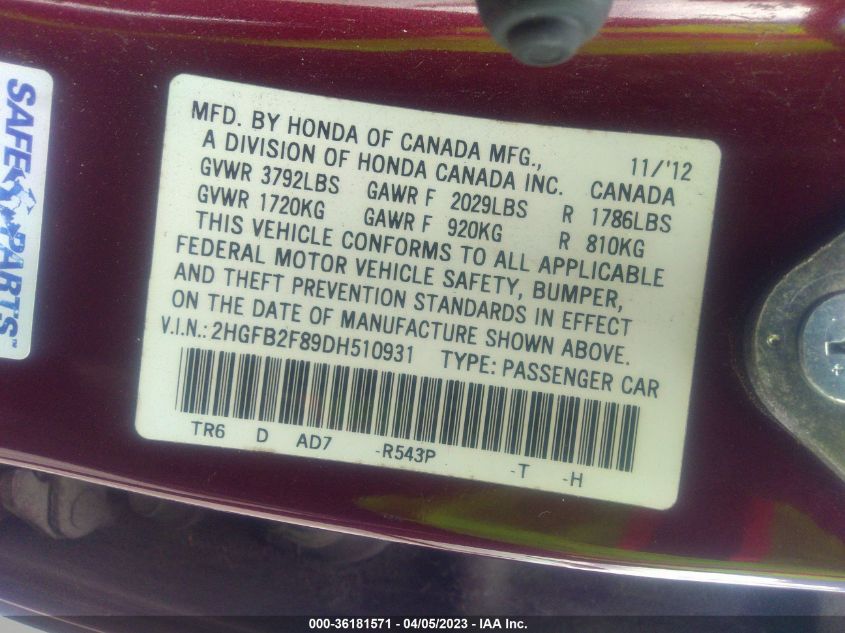 SAFE PARTS™
MFD. BY HONDA OF CANADA MFG., 11/'12
A DIVISION OF HONDA CANADA INC. CANADA
GVWR 3792LBS GAWR F 2029LBS R 1786LBS
GVWR 1720KG GAWR F 920KG R 810KG
THIS VEHICLE CONFORMS TO ALL APPLICABLE
FEDERAL MOTOR VEHICLE SAFETY, BUMPER,
AND THEFT PREVENTION STANDARDS IN EFFECT
ON THE DATE OF MANUFACTURE SHOWN ABOVE.
V.I.N.: 2HGFB2F89DH510931 TYPE: PASSENGER CAR
TR6 D AD7 -R543P -T -H
000-36181571 - 04/05/2023 - IAA Inc.